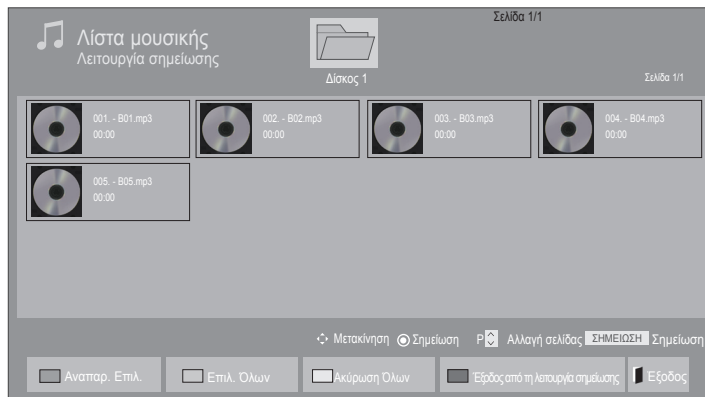 Σελίδα 1/1
Λίστα μουσικής
Λειτουργία σημείωσης
Δίσκος 1
Σελίδα 1/1
001. - B01.mp3
00:00
002. - B02.mp3
00:00
003. - B03.mp3
00:00
004. - B04.mp3
00:00
005. - B05.mp3
00:00
Μετακίνηση Σημείωση P Αλλαγή σελίδας ΣΗΜΕΙΩΣΗ Σημείωση
Αναπαρ. Επιλ. Επιλ. Όλων Ακύρωση Όλων Έξοδος από τη λειτουργία σημείωσης Έξοδος